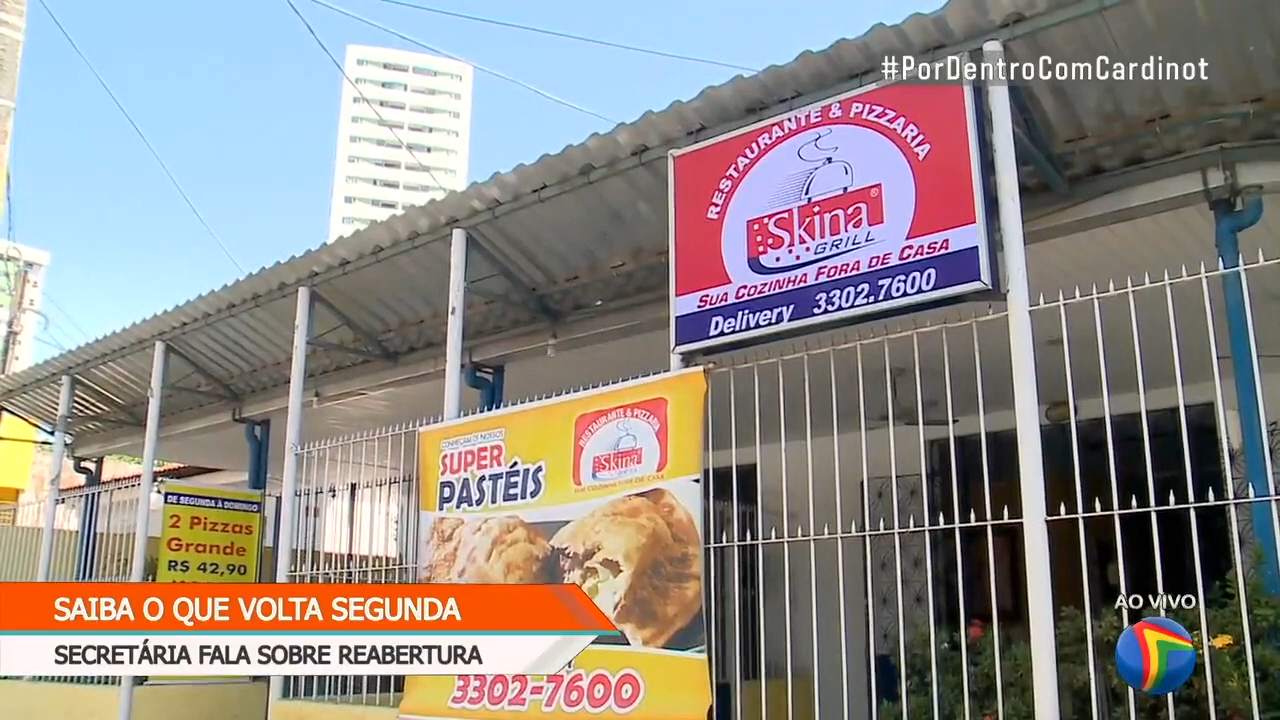 #PorDentroComCardinot
RESTAURANTE & PIZZARIA
Skina
GRILL
SUA COZINHA FORA DE CASA
Delivery 3302.7600
CONHEÇAM OS NOSSOS
SUPER
PASTÉIS
RESTAURANTE & PIZZARIA
Skina
SUA COZINHA FORA DE CASA
3302-7600
DE SEGUNDA À DOMINGO
2 Pizzas
Grande
R$ 42,90
SAIBA O QUE VOLTA SEGUNDA
SECRETÁRIA FALA SOBRE REABERTURA
AO VIVO